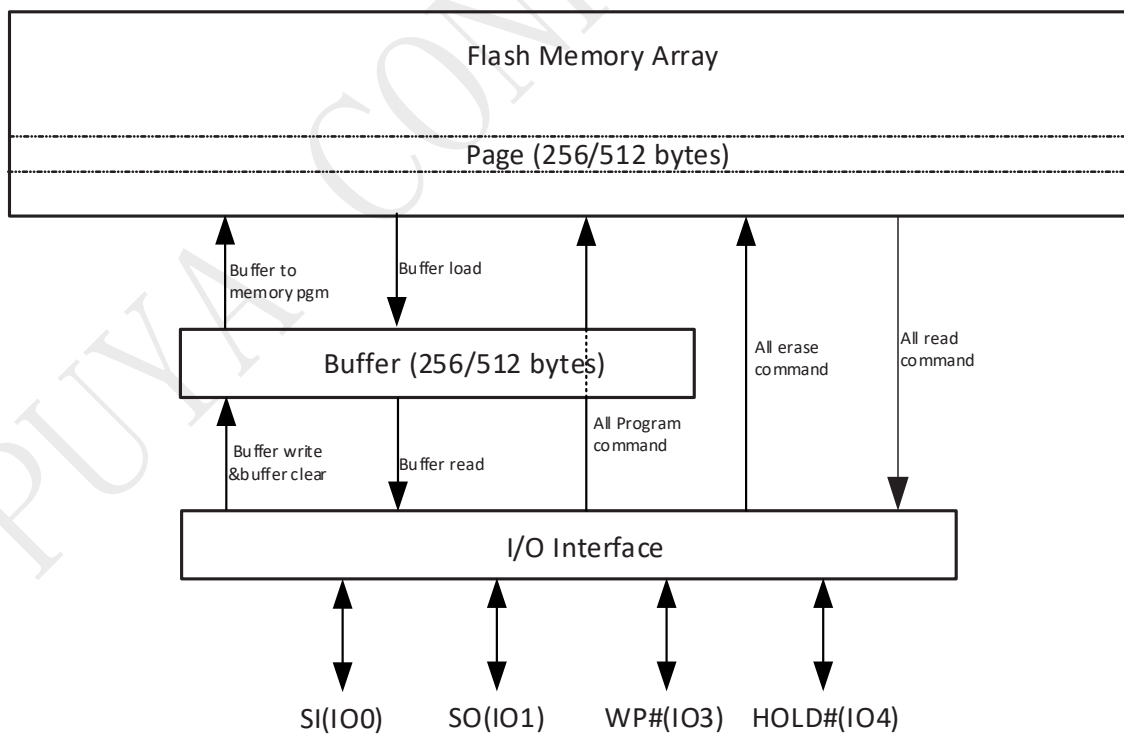 Flash Memory Array
Page (256/512 bytes)
Buffer to
memory pgm
Buffer load
All erase
command
All read
command
Buffer (256/512 bytes)
All Program
command
Buffer write
&buffer clear
Buffer read
I/O Interface
SI(IO0)
SO(IO1)
WP#(IO3)
HOLD#(IO4)
PUYA CON